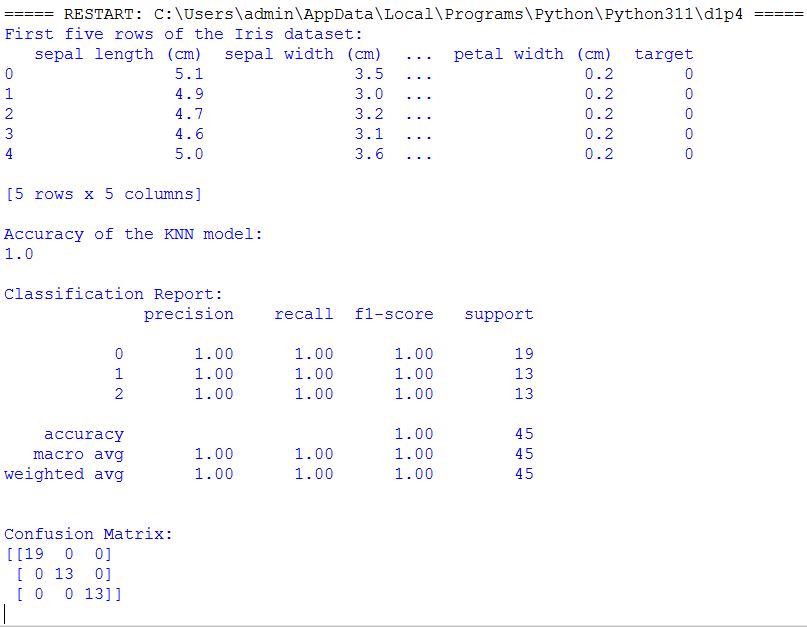 ===== RESTART: C:\Users\admin\AppData\Local\Programs\Python\Python311\d1p4 =====
First five rows of the Iris dataset:
   sepal length (cm)  sepal width (cm)  ...  petal width (cm)  target
0                5.1               3.5  ...               0.2       0
1                4.9               3.0  ...               0.2       0
2                4.7               3.2  ...               0.2       0
3                4.6               3.1  ...               0.2       0
4                5.0               3.6  ...               0.2       0

[5 rows x 5 columns]

Accuracy of the KNN model:
1.0

Classification Report:
              precision    recall  f1-score   support

           0       1.00      1.00      1.00        19
           1       1.00      1.00      1.00        13
           2       1.00      1.00      1.00        13

    accuracy                           1.00        45
   macro avg       1.00      1.00      1.00        45
weighted avg       1.00      1.00      1.00        45


Confusion Matrix:
[[19  0  0]
 [ 0 13  0]
 [ 0  0 13]]